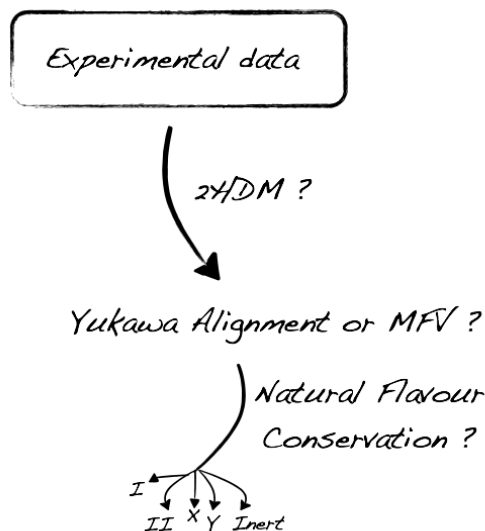 Experimental data
2HDM ?
Yukawa Alignment or MFV ?
Natural Flavour
Conservation ?
I
II X Y Inert